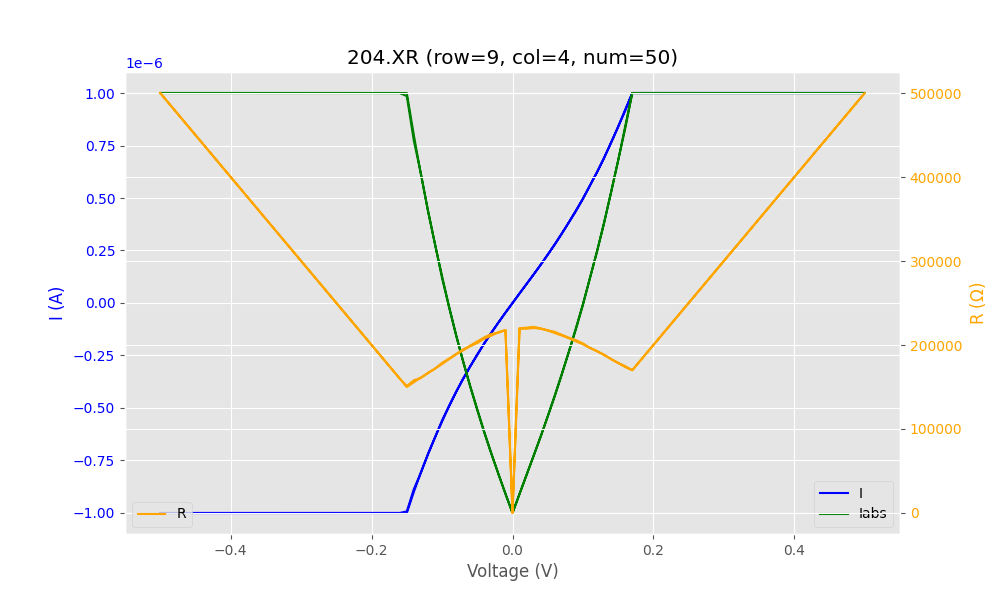 204.XR (row=9, col=4, num=50)
1e−6
1.00
0.75
0.50
0.25
0.00
−0.25
−0.50
−0.75
−1.00
I (A)
500000
400000
300000
200000
100000
0
R (Ω)
R
I
Iabs
−0.4
−0.2
0.0
0.2
0.4
Voltage (V)